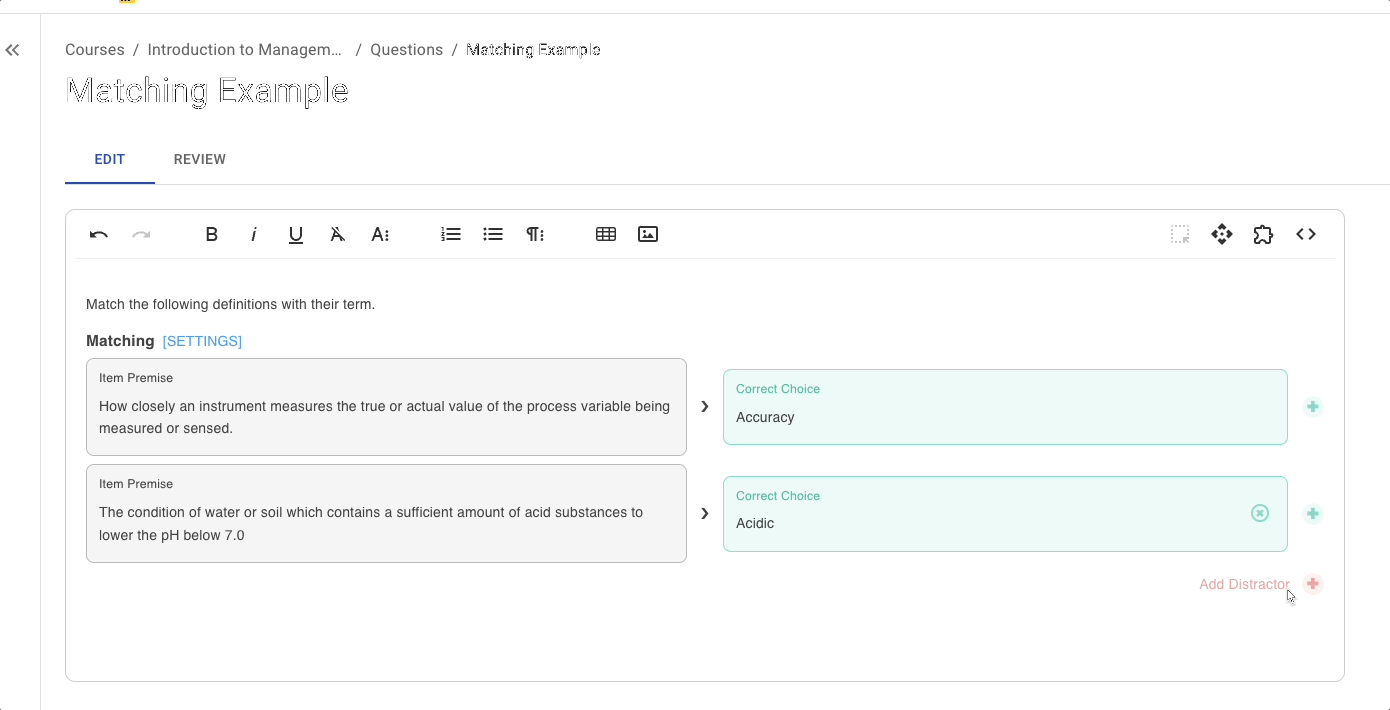 Courses / Introduction to Managem... / Questions / Matching Example
Matching Example
EDIT REVIEW
Match the following definitions with their term.
Matching [SETTINGS]
Item Premise
How closely an instrument measures the true or actual value of the process variable being
measured or sensed.
Correct Choice
Accuracy
Item Premise
The condition of water or soil which contains a sufficient amount of acid substances to
lower the pH below 7.0
Correct Choice
Acidic
Add Distractor